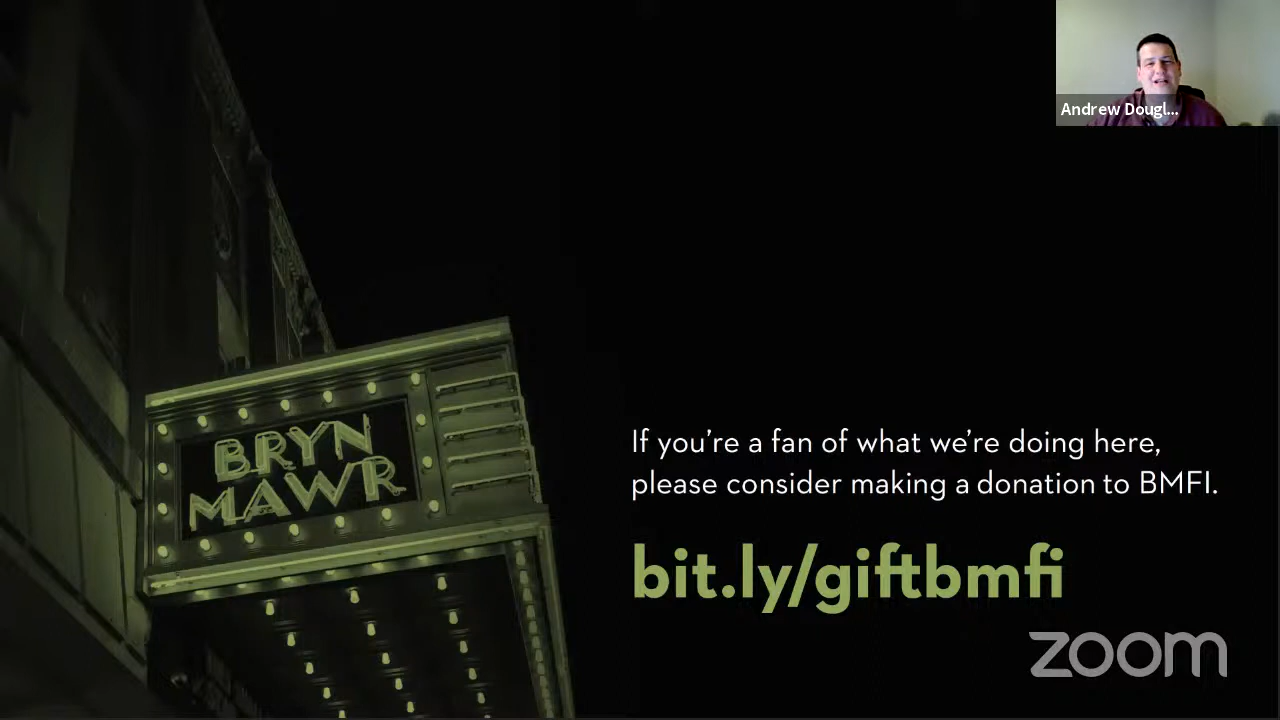 Andrew Dougl...
BRYN
MAWR
If you're a fan of what we're doing here,
please consider making a donation to BMFI.
bit.ly/giftbmfi
zoom